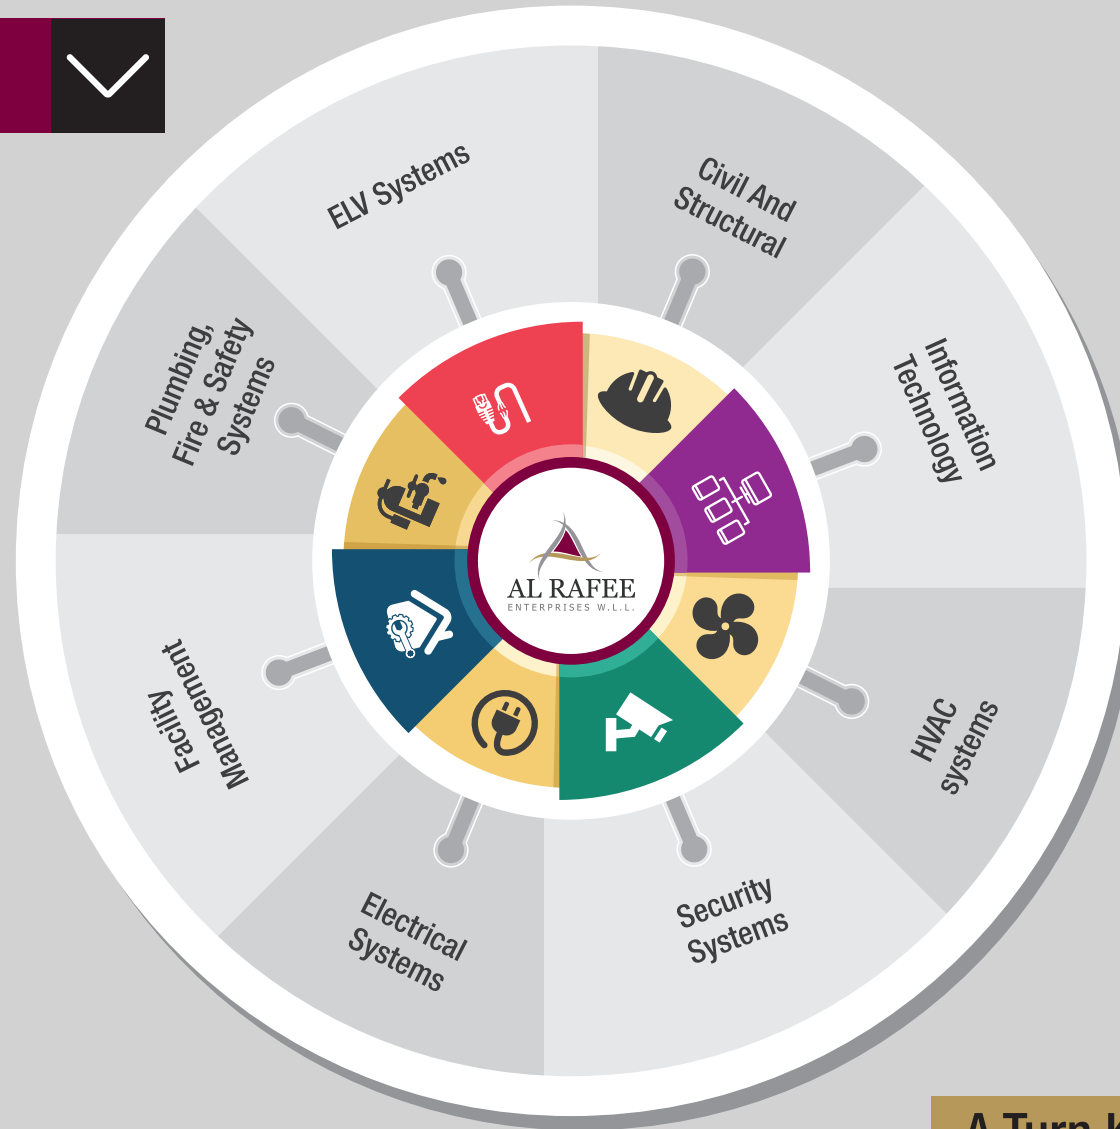 ELV Systems
Civil And
Structural
Information
Technology
HVAC
systems
Security
Systems
Electrical
Systems
Facility
Management
Plumbing,
Fire & Safety
Systems
AL RAFEE
ENTERPRISES W.L.L.
A Turn